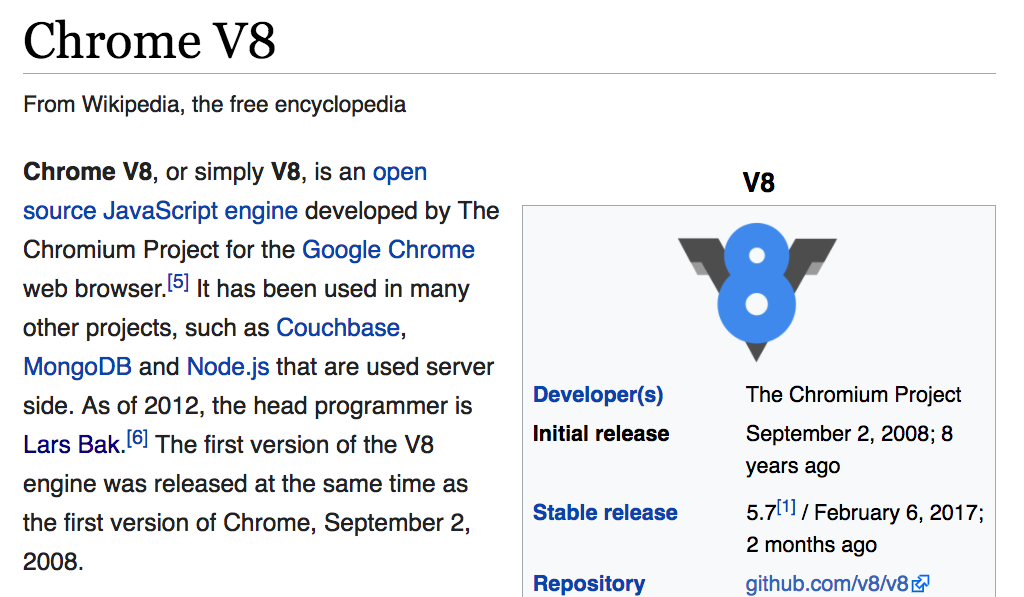 Chrome V8
From Wikipedia, the free encyclopedia
Chrome V8, or simply V8, is an open
source JavaScript engine developed by The
Chromium Project for the Google Chrome
web browser.[5] It has been used in many
other projects, such as Couchbase,
MongoDB and Node.js that are used server
side. As of 2012, the head programmer is
Lars Bak.[6] The first version of the V8
engine was released at the same time as
the first version of Chrome, September 2,
2008.
V8
V8
Developer(s) The Chromium Project
Initial release September 2, 2008; 8
years ago
Stable release 5.7[1] / February 6, 2017;
2 months ago
Repository github.com/v8/v8